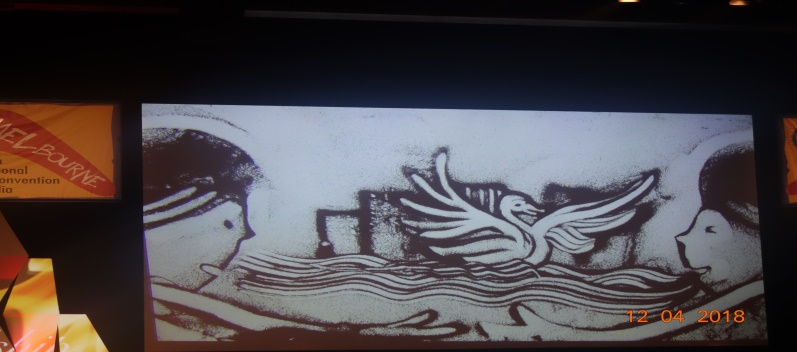 MELBOURNE
onal
onvention
lia
12 04 2018